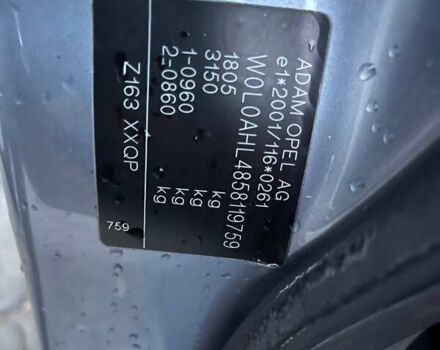 ADAM OPEL AG
e1*2001/116*0261
W0L0AHL4858119759
1805 kg
3150 kg
1-0960 kg
2-0860 kg
Z163 XXQP
759